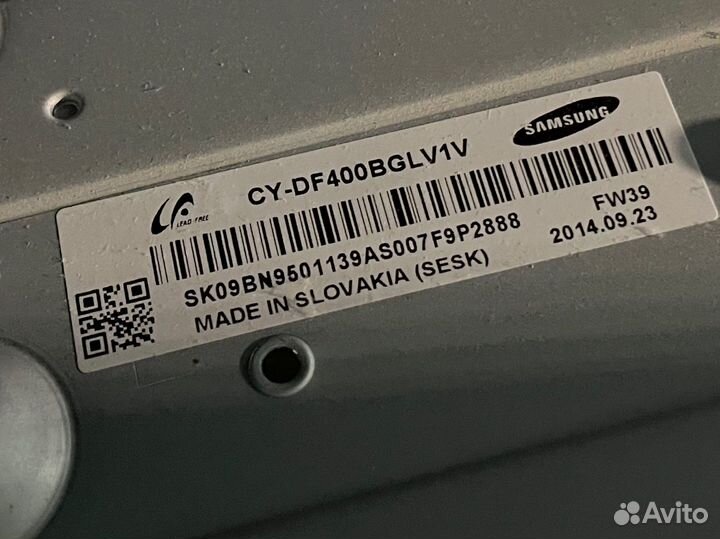 SAMSUNG
CY-DF400BGLV1V
LEAD-FREE
FW39
2014.09.23
SK09BN9501139AS007F9P2888
MADE IN SLOVAKIA (SESK)
Avito